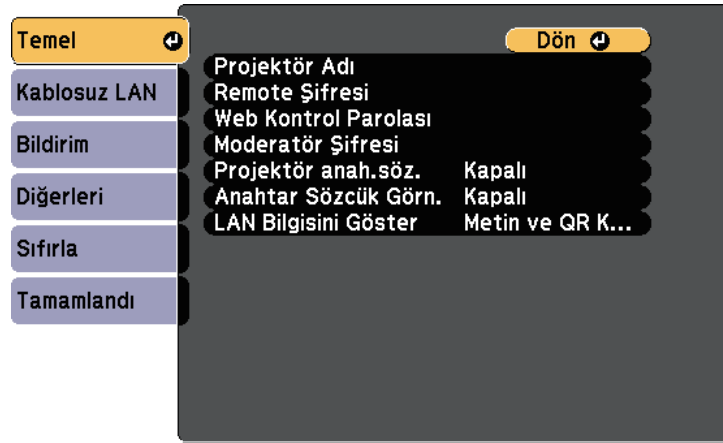 Temel
Kablosuz LAN
Bildirim
Diğerleri
Sıfırla
Tamamlandı
Dön
Projektör Adı
Remote Şifresi
Web Kontrol Parolası
Moderatör Şifresi
Projektör anah.söz. Kapalı
Anahtar Sözcük Görn. Kapalı
LAN Bilgisini Göster Metin ve QR K...